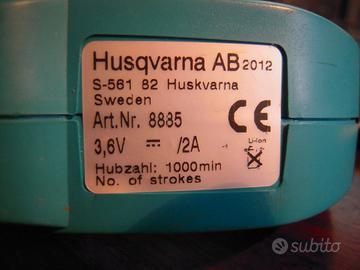 Husqvarna AB 2012
S-561 82 Huskvarna
Sweden
Art.Nr. 8885
3,6V /2A
Hubzahl: 1000min
No. of strokes
CE
Li-Ion
subito